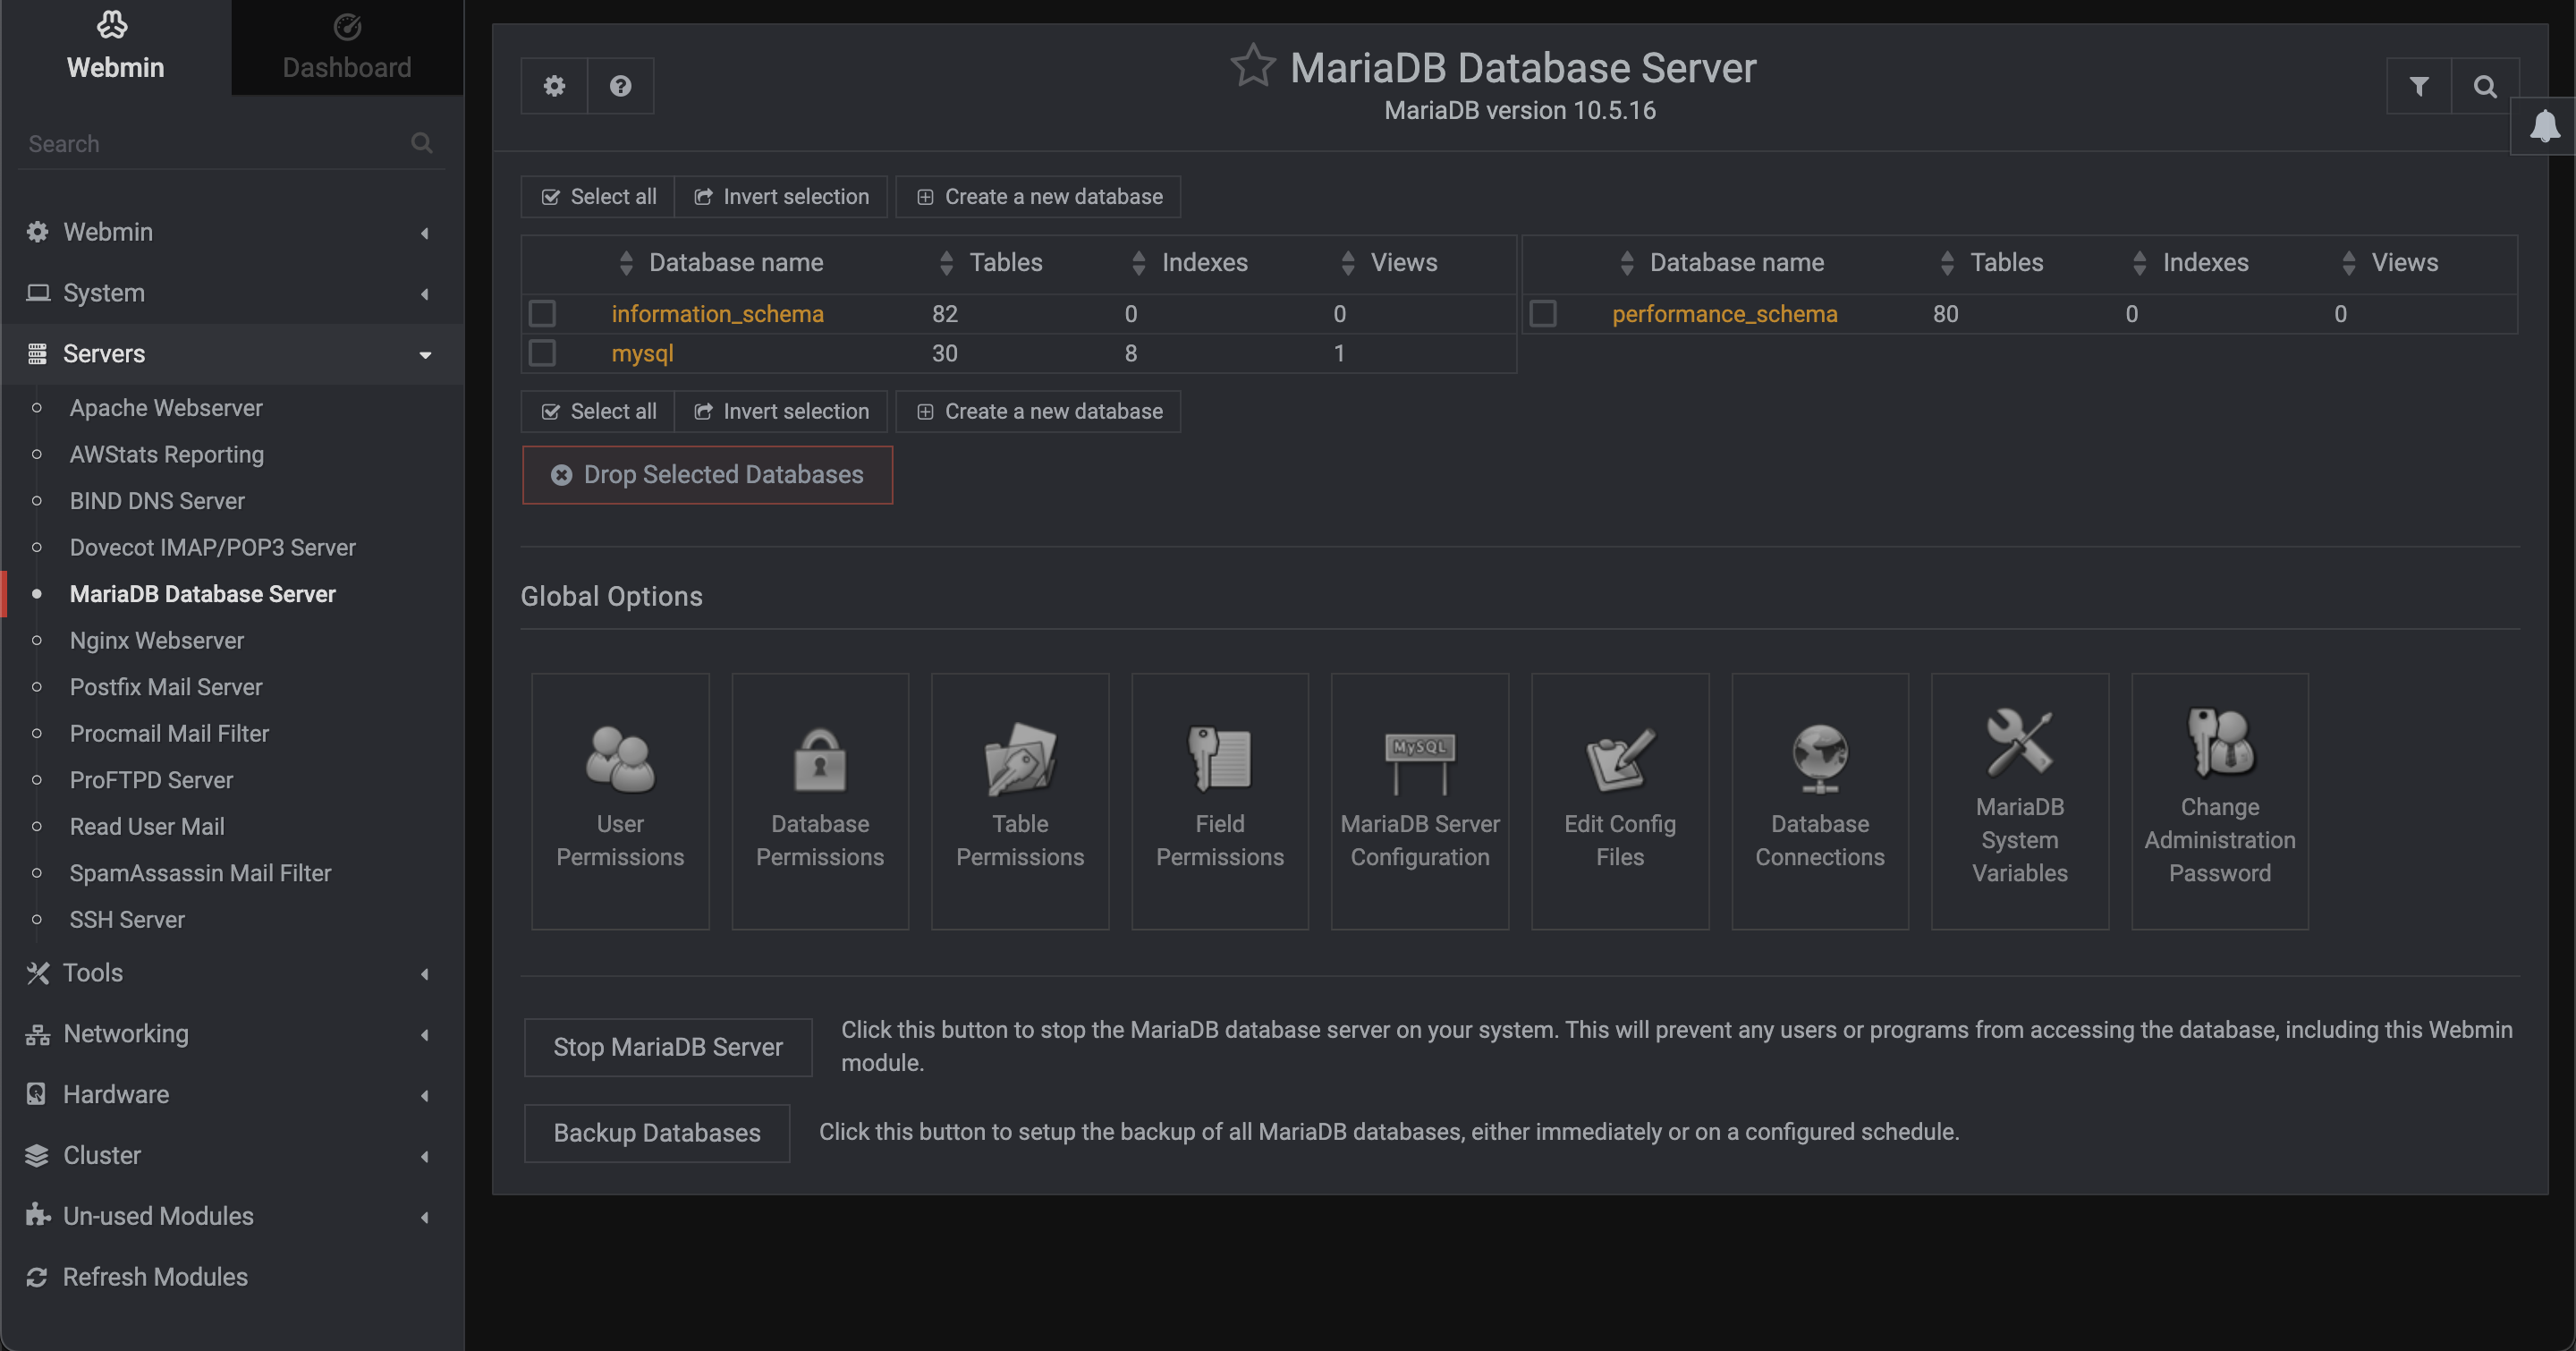 Webmin
Dashboard
Search
Webmin
System
Servers
Apache Webserver
AWStats Reporting
BIND DNS Server
Dovecot IMAP/POP3 Server
MariaDB Database Server
Nginx Webserver
Postfix Mail Server
Procmail Mail Filter
ProFTPD Server
Read User Mail
SpamAssassin Mail Filter
SSH Server
Tools
Networking
Hardware
Cluster
Un-used Modules
Refresh Modules
MariaDB Database Server
MariaDB version 10.5.16
Select all Invert selection Create a new database
Database name Tables Indexes Views Database name Tables Indexes Views
information_schema 82 0 0 performance_schema 80 0 0
mysql 30 8 1
Select all Invert selection Create a new database
Drop Selected Databases
Global Options
MySQL
User
Permissions
Database
Permissions
Table
Permissions
Field
Permissions
MariaDB Server
Configuration
Edit Config
Files
Database
Connections
MariaDB
System
Variables
Change
Administration
Password
Stop MariaDB Server
Click this button to stop the MariaDB database server on your system. This will prevent any users or programs from accessing the database, including this Webmin
module.
Backup Databases
Click this button to setup the backup of all MariaDB databases, either immediately or on a configured schedule.